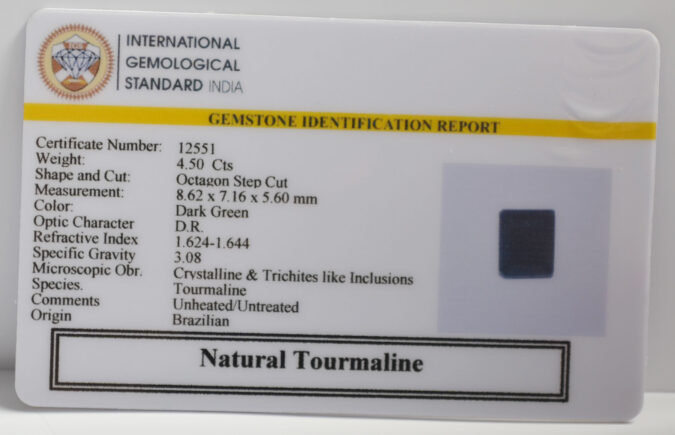 IGS
INTERNATIONAL
GEMOLOGICAL
STANDARD INDIA
GEMSTONE IDENTIFICATION REPORT
Certificate Number: 12551
Weight: 4.50 Cts
Shape and Cut: Octagon Step Cut
Measurement: 8.62 x 7.16 x 5.60 mm
Color: Dark Green
Optic Character D.R.
Refractive Index 1.624-1.644
Specific Gravity 3.08
Microscopic Obr. Crystalline & Trichites like Inclusions
Species. Tourmaline
Comments Unheated/Untreated
Origin Brazilian
Natural Tourmaline